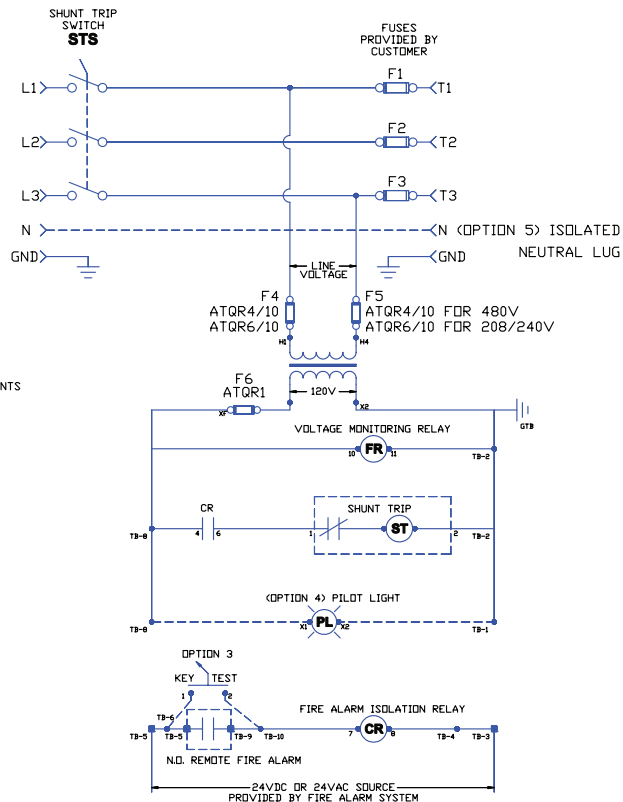 SHUNT TRIP
SWITCH
STS
FUSES
PROVIDED BY
CUSTOMER
F1
L1
T1
F2
L2
T2
F3
L3
T3
N
N (OPTION 5) ISOLATED
NEUTRAL LUG
GND
GND
LINE
VOLTAGE
F4
ATQR4/10
ATQR6/10
F5
ATQR4/10 FOR 480V
ATQR6/10 FOR 208/240V
H1
H4
NTS
F6
ATQR1
120V
XF
X2
GTB
VOLTAGE MONITORING RELAY
10
FR
11
TB-2
CR
SHUNT TRIP
4
6
1
ST
2
TB-8
TB-2
(OPTION 4) PILOT LIGHT
TB-8
X1
PL
X2
TB-1
OPTION 3
KEY TEST
1
2
TB-6
FIRE ALARM ISOLATION RELAY
TB-5
TB-5
TB-9
TB-10
7
CR
8
TB-4
TB-3
N.O. REMOTE FIRE ALARM
24VDC OR 24VAC SOURCE
PROVIDED BY FIRE ALARM SYSTEM